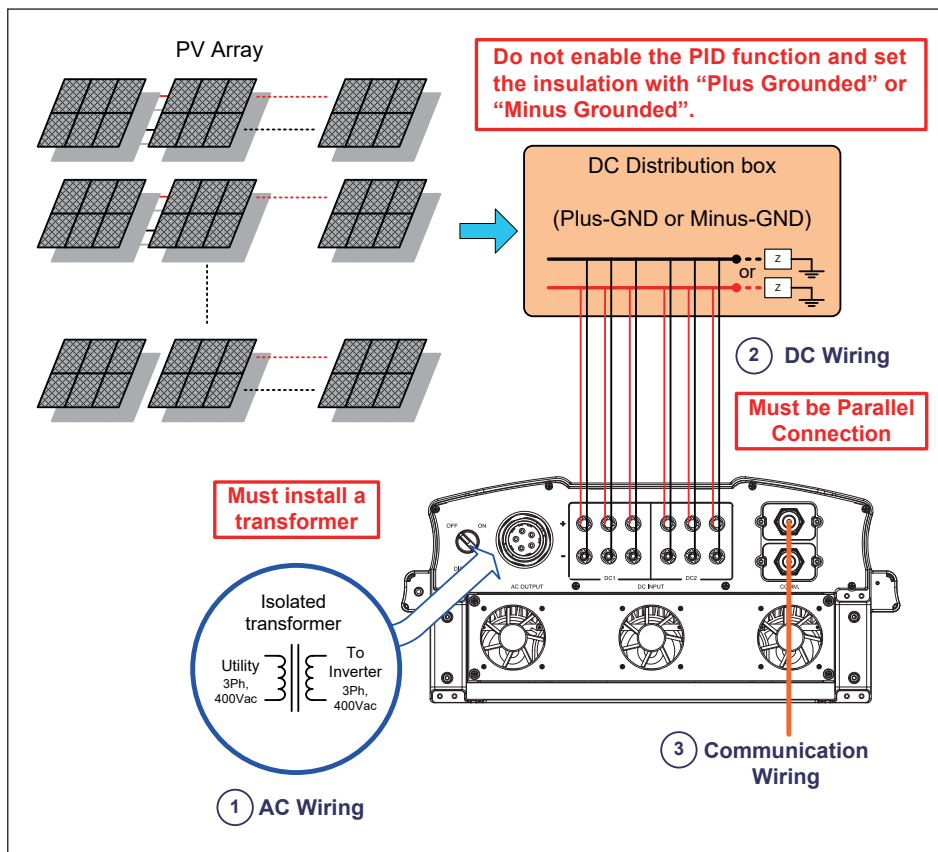 PV Array
Do not enable the PID function and set
the insulation with “Plus Grounded” or
“Minus Grounded”.
DC Distribution box
(Plus-GND or Minus-GND)
Z
or
Z
2 DC Wiring
Must be Parallel
Connection
Must install a
transformer
OFF
ON
+
-
AC OUTPUT
DC1
DC INPUT
DC2
COMM.
Isolated
transformer
Utility
3Ph,
400Vac
To
Inverter
3Ph,
400Vac
3 Communication
Wiring
1 AC Wiring